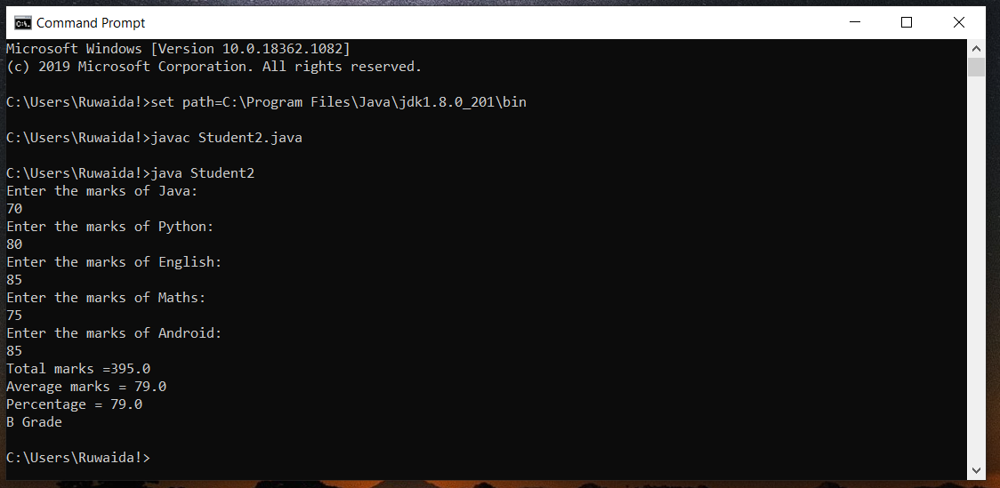 Command Prompt
Microsoft Windows [Version 10.0.18362.1082]
(c) 2019 Microsoft Corporation. All rights reserved.
C:\Users\Ruwaida!>set path=C:\Program Files\Java\jdk1.8.0_201\bin
C:\Users\Ruwaida!>javac Student2.java
C:\Users\Ruwaida!>java Student2
Enter the marks of Java:
70
Enter the marks of Python:
80
Enter the marks of English:
85
Enter the marks of Maths:
75
Enter the marks of Android:
85
Total marks =395.0
Average marks = 79.0
Percentage = 79.0
B Grade
C:\Users\Ruwaida!>